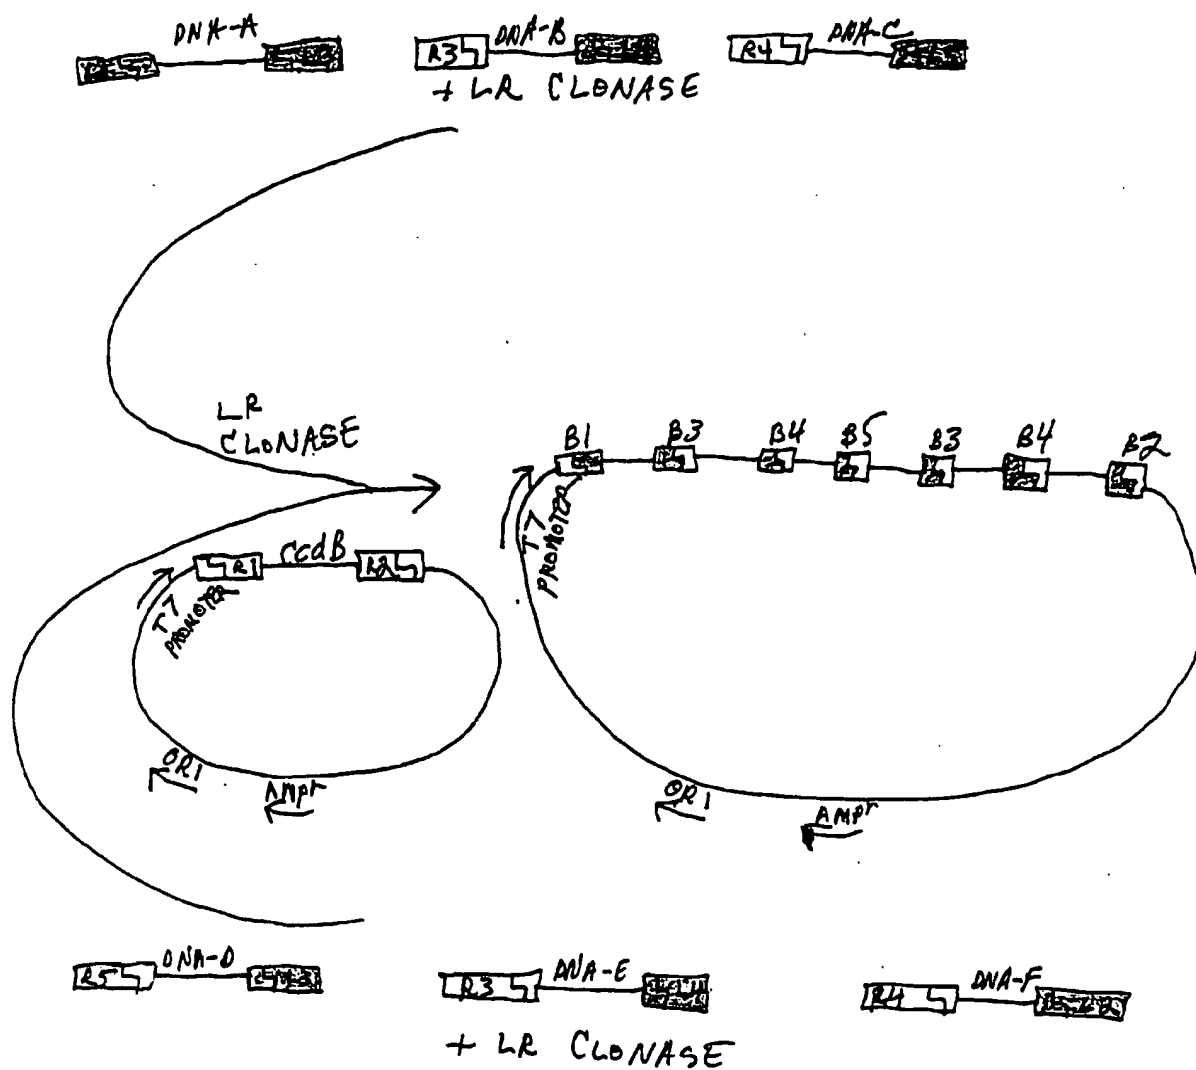 DNA-A
DNA-B
DNA-C
R3
R4
+ LR CLONASE
LR
CLONASE
B1 B3 B4 B5 B3 B4 B2
T7
PROMOTER
R1 ccdB R2
T7
PROMOTER
ORI
AMPr
ORI
AMPr
R5 DNA-D
R3 DNA-E
R4 DNA-F
+ LR CLONASE